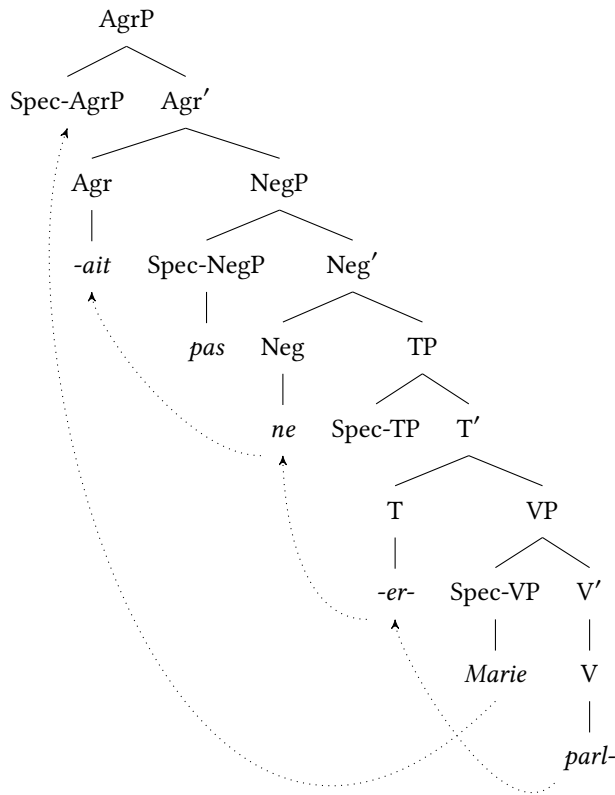 AgrP
Spec-AgrP Agr′
Agr NegP
-ait Spec-NegP Neg′
pas Neg TP
ne Spec-TP T′
T VP
-er- Spec-VP V′
Marie V
parl-